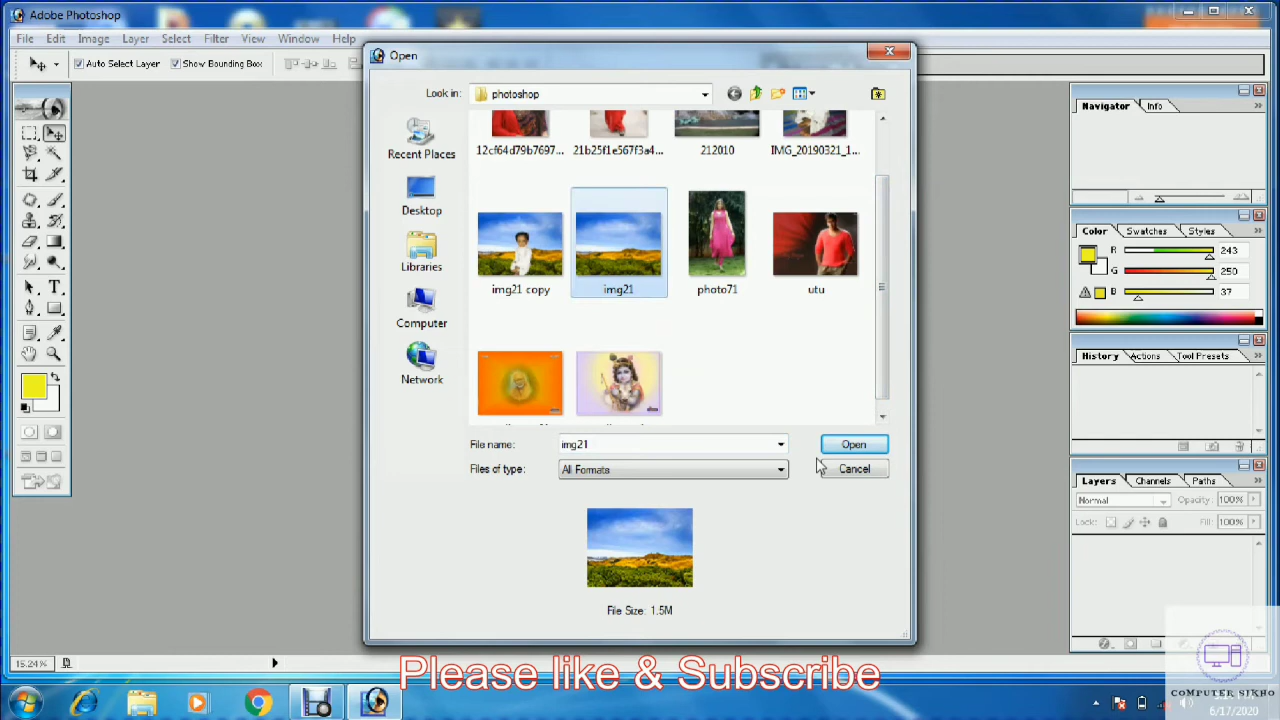 Adobe Photoshop
File Edit Image Layer Select Filter View Window Help
Auto Select Layer Show Bounding Box
Open
Look in: photoshop
Recent Places
Desktop
Libraries
Computer
Network
12cf64d79b7697... 21b25f1e567f3a4... 212010 IMG_20190321_1...
img21 copy img21 photo71 utu
File name: img21 Open
Files of type: All Formats Cancel
File Size: 1.5M
Navigator Info
Color Swatches Styles
R 243
G 250
B 37
History Actions Tool Presets
Layers Channels Paths
Normal Opacity: 100%
Lock: Fill: 100%
15.24%
Please like & Subscribe
COMPUTER SIKHO
6/17/2020